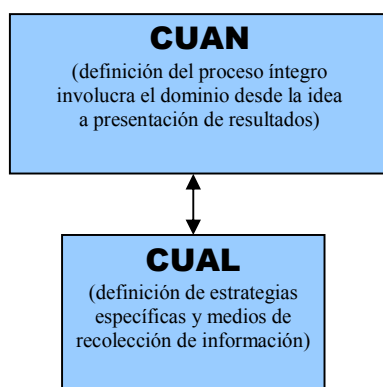 CUAN
(definición del proceso íntegro
involucra el dominio desde la idea
a presentación de resultados)
CUAL
(definición de estrategias
específicas y medios de
recolección de información)